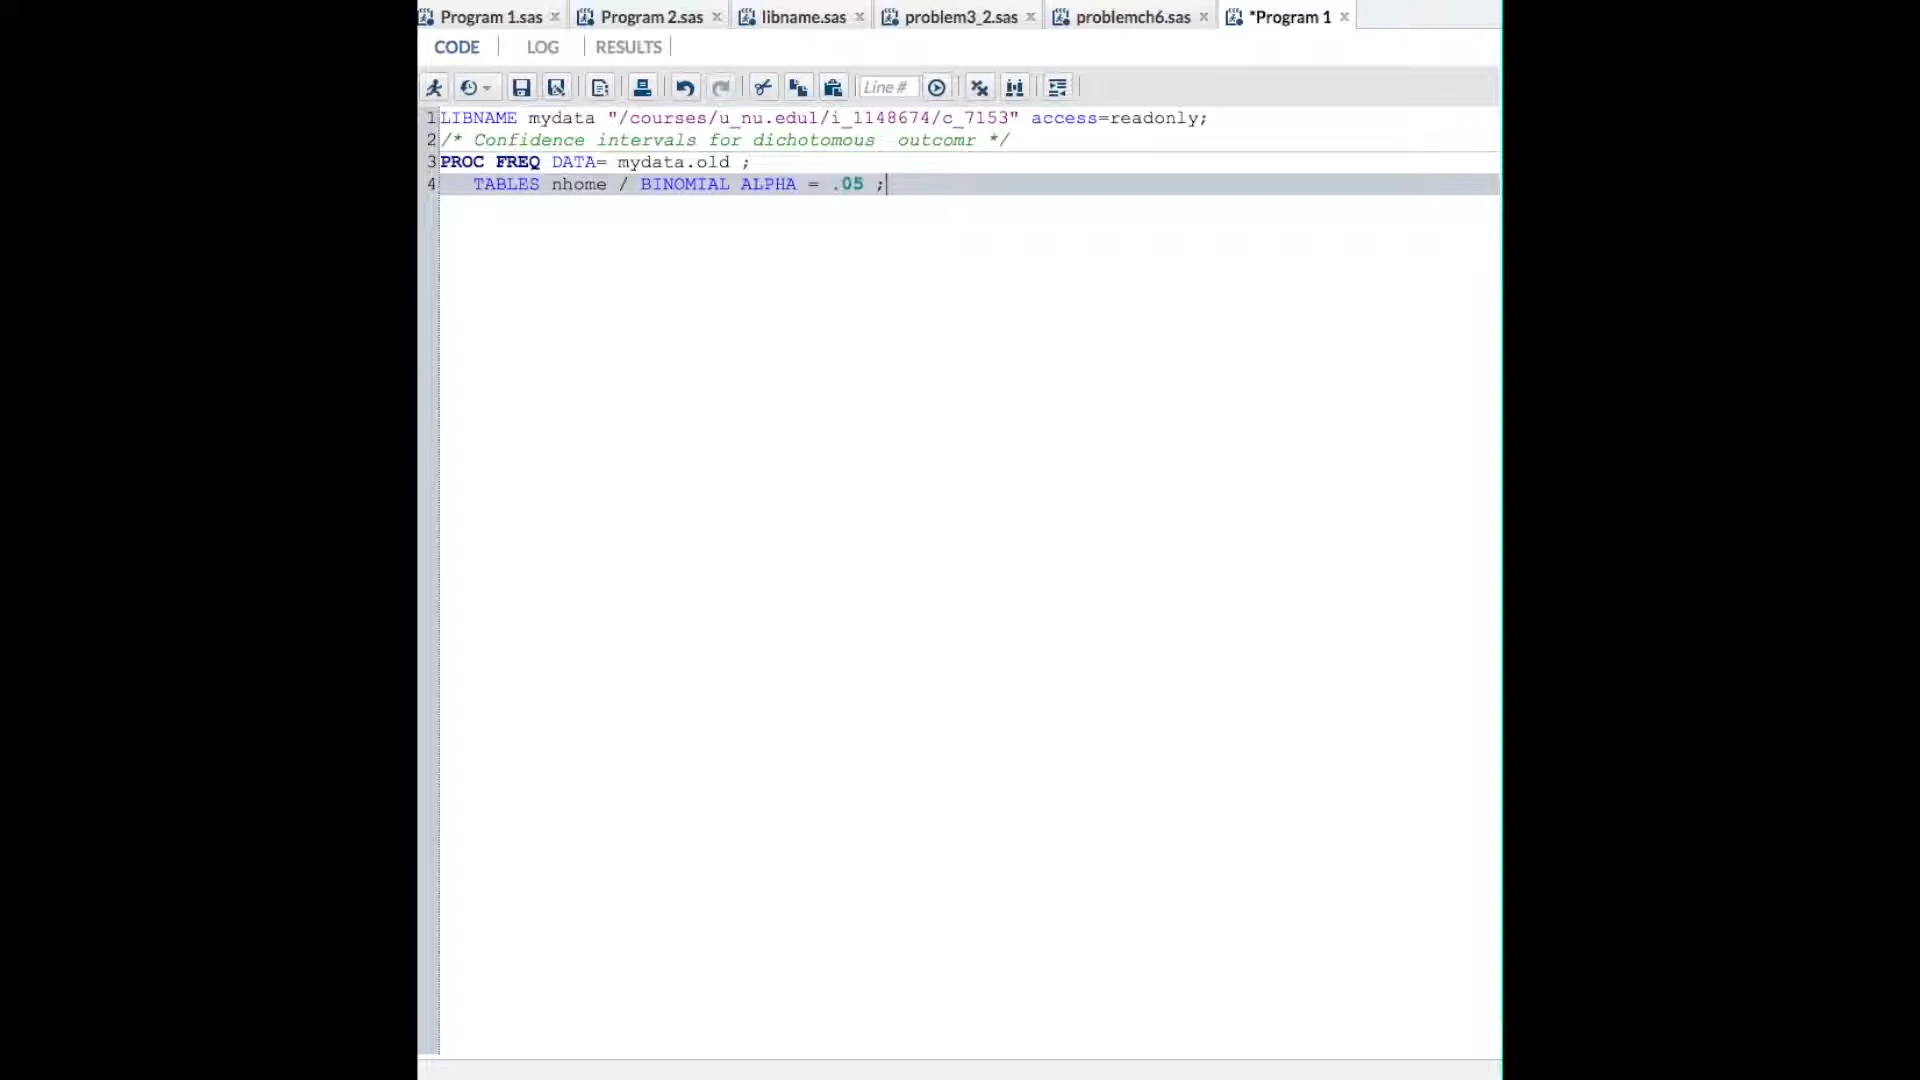 Program 1.sas × Program 2.sas × libname.sas × problem3_2.sas × problemch6.sas × *Program 1 ×
CODE LOG RESULTS
Line #
1 LIBNAME mydata "/courses/u_nu.edu1/i_1148674/c_7153" access=readonly;
2 /* Confidence intervals for dichotomous  outcomr */
3 PROC FREQ DATA= mydata.old ;
4 TABLES nhome / BINOMIAL ALPHA = .05 ;